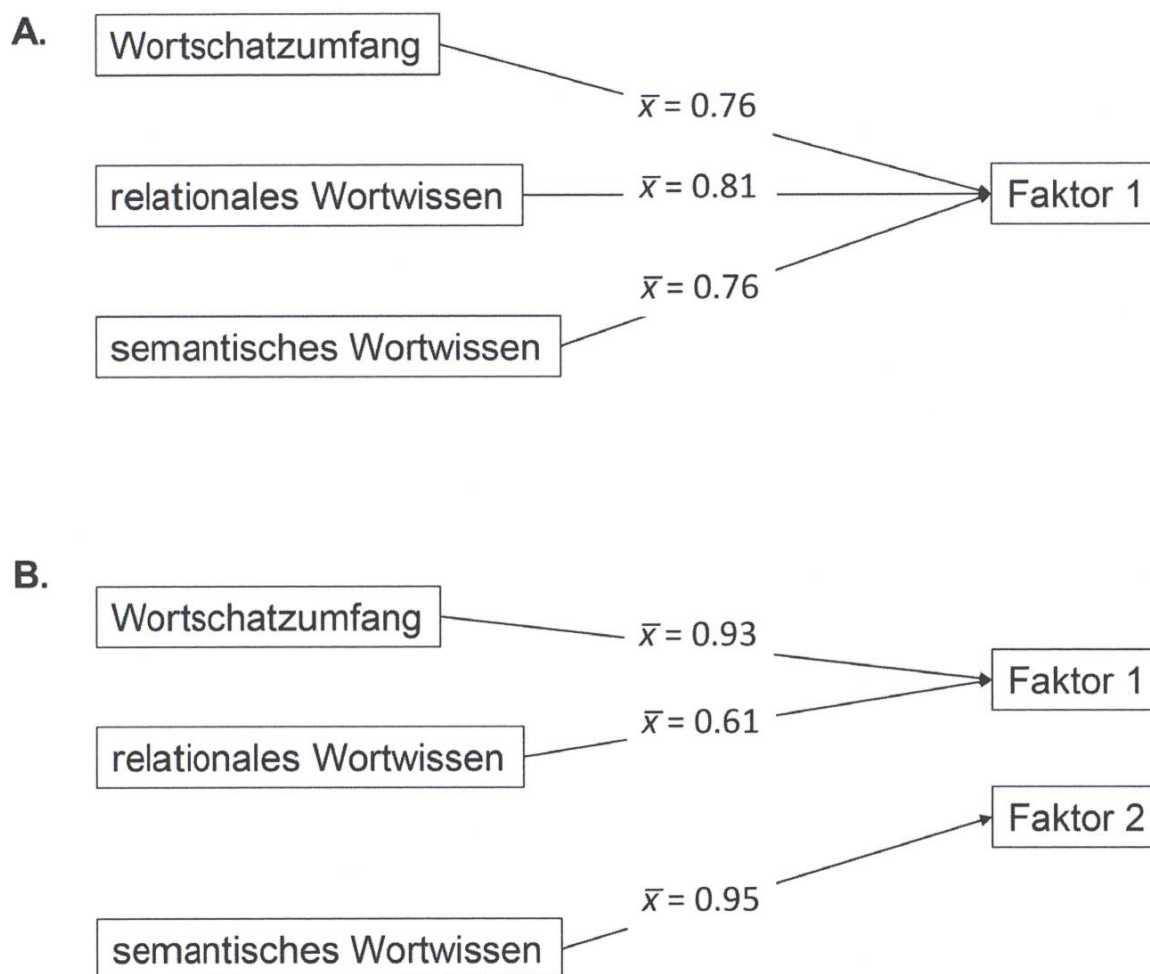 A.
Wortschatzumfang
x̄ = 0.76
relationales Wortwissen
x̄ = 0.81
Faktor 1
x̄ = 0.76
semantisches Wortwissen
B.
Wortschatzumfang
x̄ = 0.93
Faktor 1
x̄ = 0.61
relationales Wortwissen
Faktor 2
x̄ = 0.95
semantisches Wortwissen